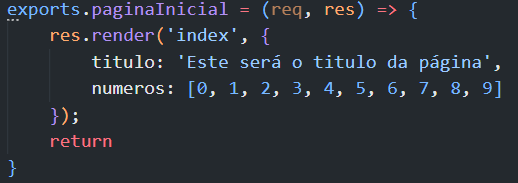 exports.paginaInicial = (req, res) => {
    res.render('index', {
        titulo: 'Este será o titulo da página',
        numeros: [0, 1, 2, 3, 4, 5, 6, 7, 8, 9]
    });
    return
}